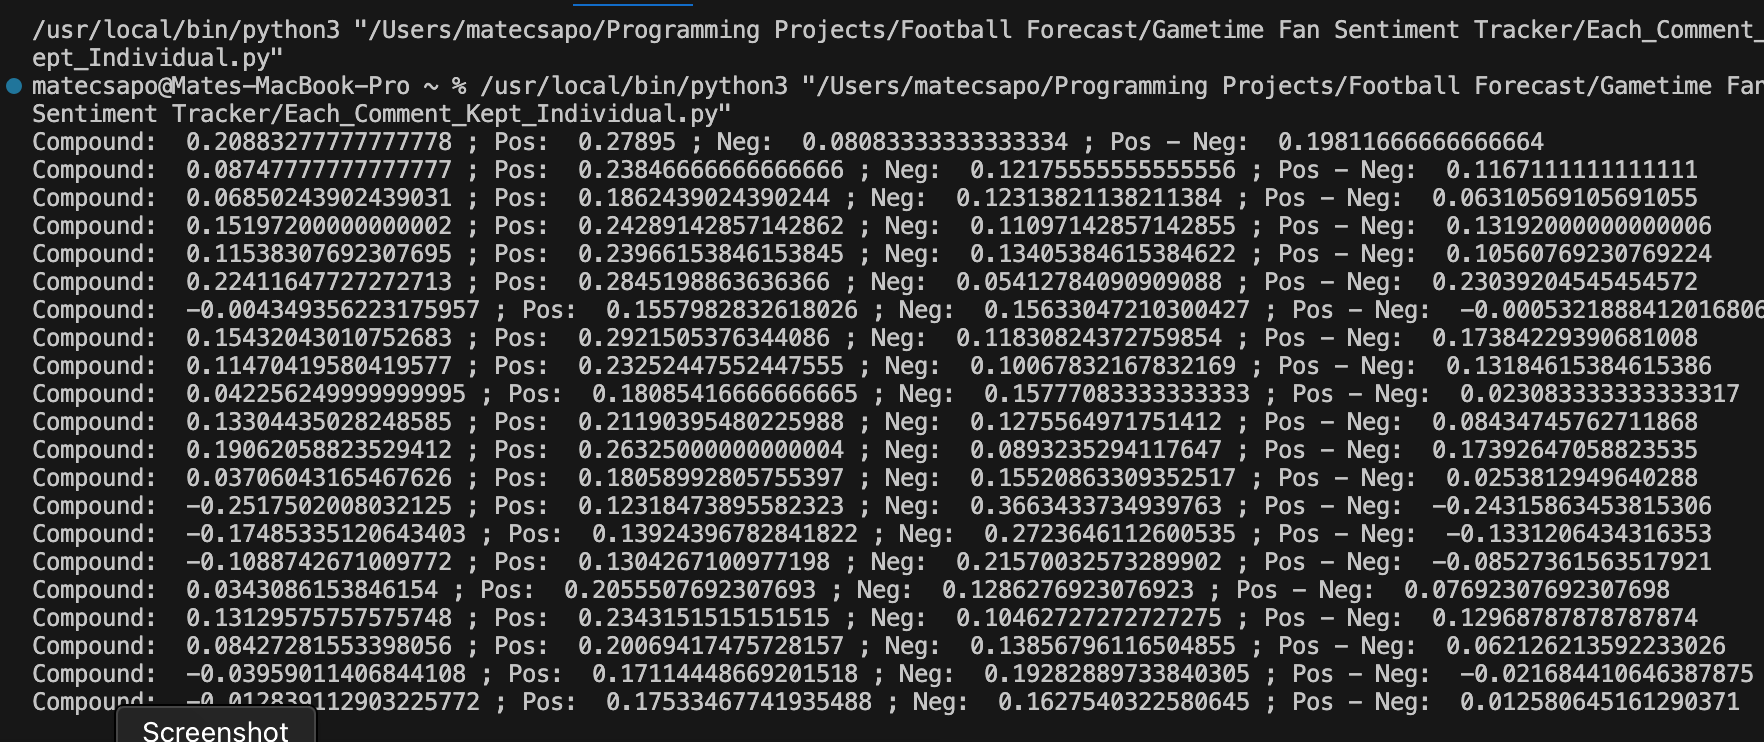 /usr/local/bin/python3 "/Users/matecsapo/Programming Projects/Football Forecast/Gametime Fan Sentiment Tracker/Each_Comment_
ept_Individual.py"
matecsapo@Mates-MacBook-Pro ~ % /usr/local/bin/python3 "/Users/matecsapo/Programming Projects/Football Forecast/Gametime Fan
Sentiment Tracker/Each_Comment_Kept_Individual.py"
Compound:  0.20883277777777778 ; Pos:  0.27895 ; Neg:  0.08083333333333334 ; Pos - Neg:  0.19811666666666664
Compound:  0.08747777777777777 ; Pos:  0.23846666666666666 ; Neg:  0.12175555555555556 ; Pos - Neg:  0.1167111111111111
Compound:  0.06850243902439031 ; Pos:  0.1862439024390244 ; Neg:  0.12313821138211384 ; Pos - Neg:  0.06310569105691055
Compound:  0.15197200000000002 ; Pos:  0.24289142857142862 ; Neg:  0.11097142857142855 ; Pos - Neg:  0.13192000000000006
Compound:  0.11538307692307695 ; Pos:  0.23966153846153845 ; Neg:  0.13405384615384622 ; Pos - Neg:  0.10560769230769224
Compound:  0.22411647727272713 ; Pos:  0.2845198863636366 ; Neg:  0.05412784090909088 ; Pos - Neg:  0.23039204545454572
Compound:  -0.004349356223175957 ; Pos:  0.1557982832618026 ; Neg:  0.15633047210300427 ; Pos - Neg:  -0.0005321888412016806
Compound:  0.15432043010752683 ; Pos:  0.2921505376344086 ; Neg:  0.11830824372759854 ; Pos - Neg:  0.17384229390681008
Compound:  0.11470419580419577 ; Pos:  0.23252447552447555 ; Neg:  0.10067832167832169 ; Pos - Neg:  0.13184615384615386
Compound:  0.042256249999999995 ; Pos:  0.18085416666666665 ; Neg:  0.15777083333333333 ; Pos - Neg:  0.023083333333333317
Compound:  0.13304435028248585 ; Pos:  0.21190395480225988 ; Neg:  0.1275564971751412 ; Pos - Neg:  0.08434745762711868
Compound:  0.19062058823529412 ; Pos:  0.26325000000000004 ; Neg:  0.0893235294117647 ; Pos - Neg:  0.17392647058823535
Compound:  0.03706043165467626 ; Pos:  0.18058992805755397 ; Neg:  0.15520863309352517 ; Pos - Neg:  0.0253812949640288
Compound:  -0.2517502008032125 ; Pos:  0.12318473895582323 ; Neg:  0.3663433734939763 ; Pos - Neg:  -0.24315863453815306
Compound:  -0.17485335120643403 ; Pos:  0.13924396782841822 ; Neg:  0.2723646112600535 ; Pos - Neg:  -0.1331206434316353
Compound:  -0.1088742671009772 ; Pos:  0.1304267100977198 ; Neg:  0.21570032573289902 ; Pos - Neg:  -0.08527361563517921
Compound:  0.0343086153846154 ; Pos:  0.2055507692307693 ; Neg:  0.1286276923076923 ; Pos - Neg:  0.07692307692307698
Compound:  0.13129575757575748 ; Pos:  0.2343151515151515 ; Neg:  0.10462727272727275 ; Pos - Neg:  0.12968787878787874
Compound:  0.08427281553398056 ; Pos:  0.20069417475728157 ; Neg:  0.13856796116504855 ; Pos - Neg:  0.062126213592233026
Compound:  -0.03959011406844108 ; Pos:  0.17114448669201518 ; Neg:  0.19282889733840305 ; Pos - Neg:  -0.021684410646387875
Compound:  -0.012839112903225772 ; Pos:  0.17533467741935488 ; Neg:  0.1627540322580645 ; Pos - Neg:  0.012580645161290371
Screenshot